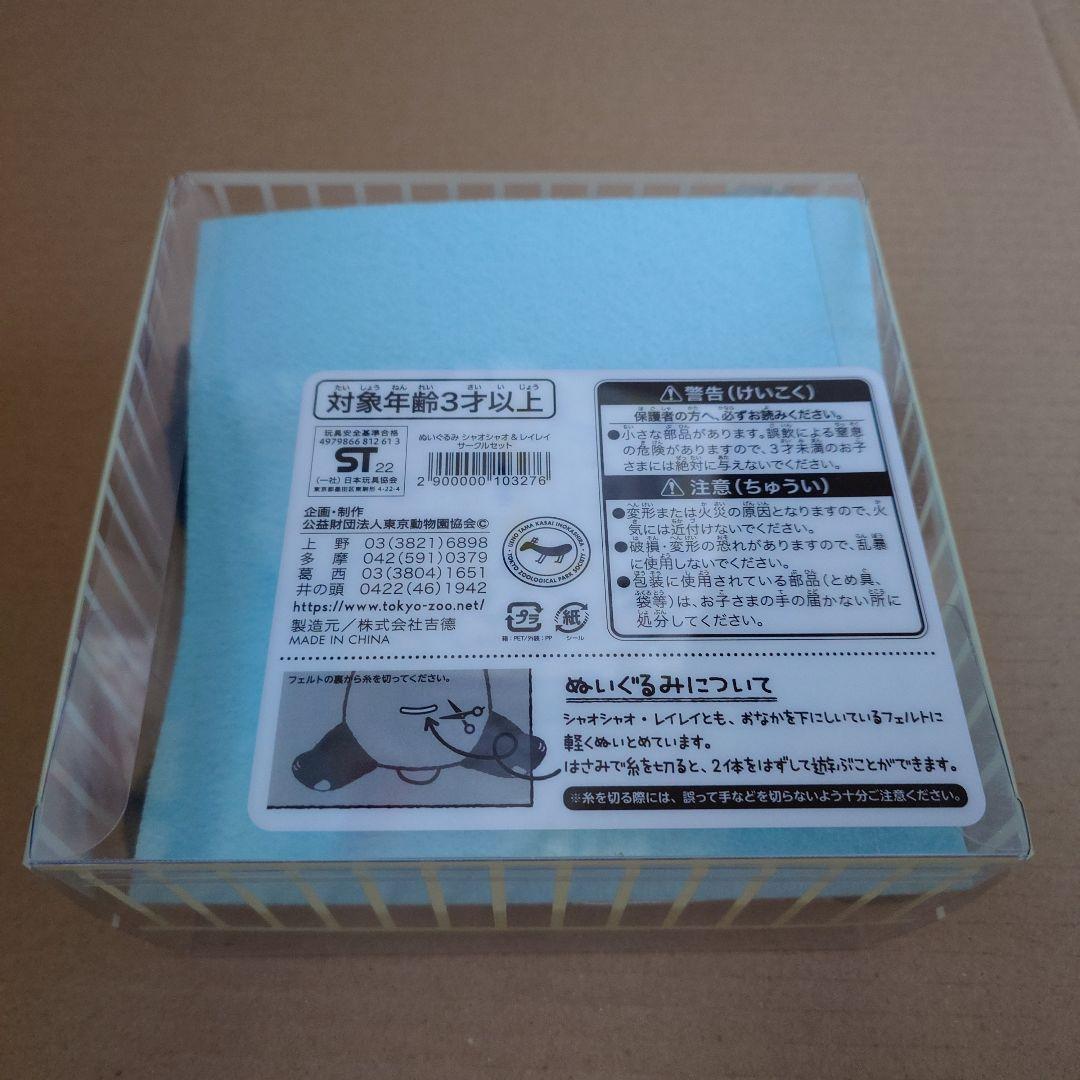 たいしょうねんれい さい いじょう
対象年齢3才以上
玩具安全基準合格
4979866 812613
ST 22
(一社)日本玩具協会
東京都墨田区東駒形 4-22-4
ぬいぐるみ シャオシャオ & レイレイ
サークルセット
2 900000 103276
企画・制作
公益財団法人東京動物園協会©
上野 03(3821)6898
多摩 042(591)0379
葛西 03(3804)1651
井の頭 0422(46)1942
https://www.tokyo-zoo.net/
製造元/株式会社吉德
MADE IN CHINA
UENO TAMA KASAI INOKASHIRA
TOKYO ZOOLOGICAL PARK SOCIETY
プラ
箱:PET/外装:PP
紙
シール
警告(けいこく)
保護者の方へ、必ずお読みください。
●小さな部品があります。誤飲による窒息
の危険がありますので、3才未満のお子
さまには絶対に与えないでください。
注意(ちゅうい)
●変形または火災の原因となりますので、火
気には近付けないでください。
●破損・変形の恐れがありますので、乱暴
に使用しないでください。
●包装に使用されている部品(とめ具、
袋等)は、お子さまの手の届かない所に
処分してください。
フェルトの裏から糸を切ってください。
ぬいぐるみについて
シャオシャオ・レイレイとも、おなかを下にしいているフェルトに
軽くぬいとめています。
はさみで糸を切ると、2体をはずして遊ぶことができます。
※糸を切る際には、誤って手などを切らないよう十分ご注意ください。